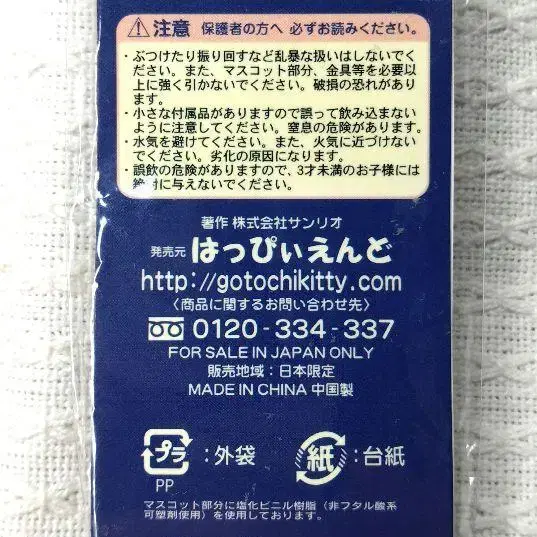 注意 保護者の方へ 必ずお読みください。
・ぶつけたり振り回すなど乱暴な扱いはしないでく
ださい。また、マスコット部分、金具等を必要以
上に強く引かないでください。破損の恐れがあり
ます。
・小さな付属品がありますので誤って飲み込まない
ように注意してください。窒息の危険があります。
・水気を避けてください。また、火気に近づけない
でください。劣化の原因になります。
・誤飲の危険がありますので、3才未満のお子様には
絶対に与えないでください。
著作 株式会社サンリオ
発売元 はっぴぃえんど
http://gotochikitty.com
〈商品に関するお問い合わせ先〉
0120-334-337
FOR SALE IN JAPAN ONLY
販売地域：日本限定
MADE IN CHINA 中国製
プラ：外袋 紙：台紙
PP
マスコット部分に塩化ビニル樹脂（非フタル酸系
可塑剤使用）を使用しております。